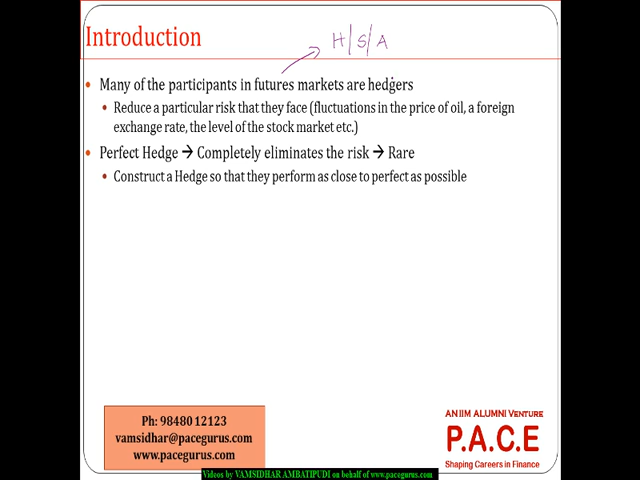 Introduction
H/S/A
• Many of the participants in futures markets are hedgers
• Reduce a particular risk that they face (fluctuations in the price of oil, a foreign
exchange rate, the level of the stock market etc.)
• Perfect Hedge → Completely eliminates the risk → Rare
• Construct a Hedge so that they perform as close to perfect as possible
Ph: 98480 12123
vamsidhar@pacegurus.com
www.pacegurus.com
AN IIM ALUMNI VENTURE
P.A.C.E
Shaping Careers in Finance
Videos by VAMSIDHAR AMBATIPUDI on behalf of www.pacegurus.com